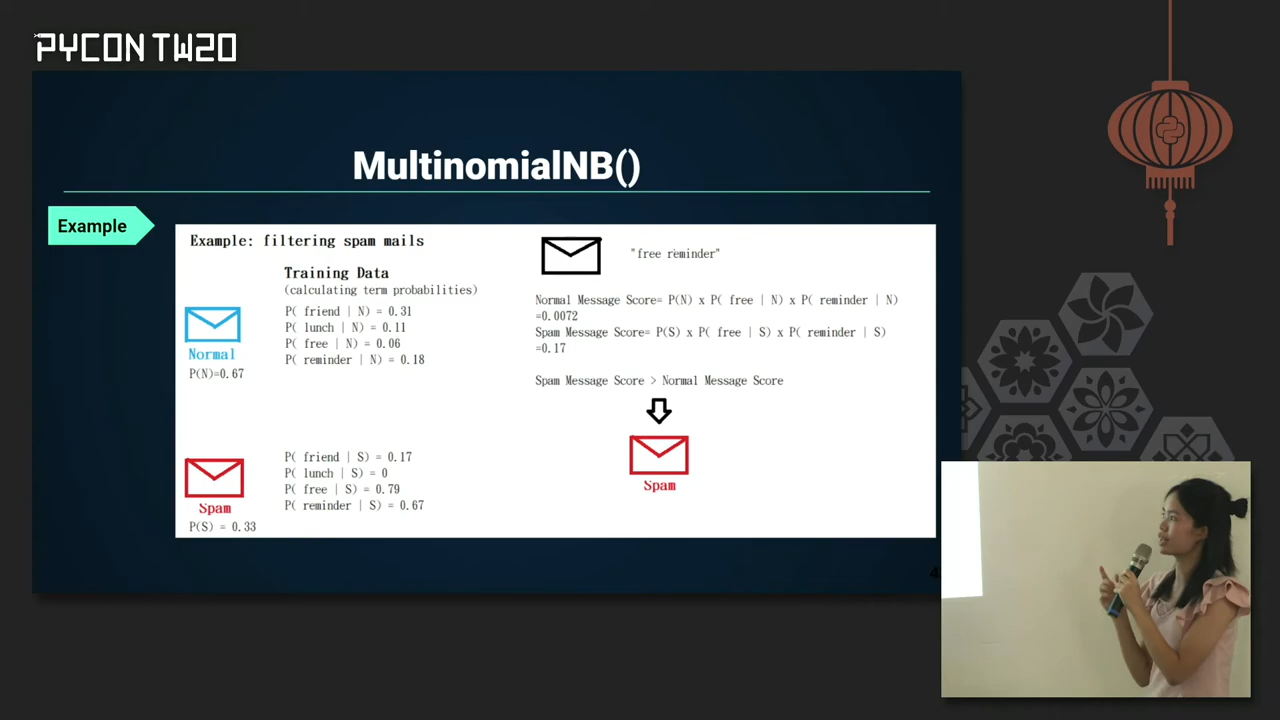 PYCON TW20
MultinomialNB()
Example
Example: filtering spam mails
Training Data
(calculating term probabilities)
P( friend | N) = 0.31
P( lunch | N) = 0.11
P( free | N) = 0.06
P( reminder | N) = 0.18
Normal
P(N)=0.67
P( friend | S) = 0.17
P( lunch | S) = 0
P( free | S) = 0.79
P( reminder | S) = 0.67
Spam
P(S) = 0.33
"free reminder"
Normal Message Score= P(N) x P( free | N) x P( reminder | N)
=0.0072
Spam Message Score= P(S) x P( free | S) x P( reminder | S)
=0.17
Spam Message Score > Normal Message Score
Spam